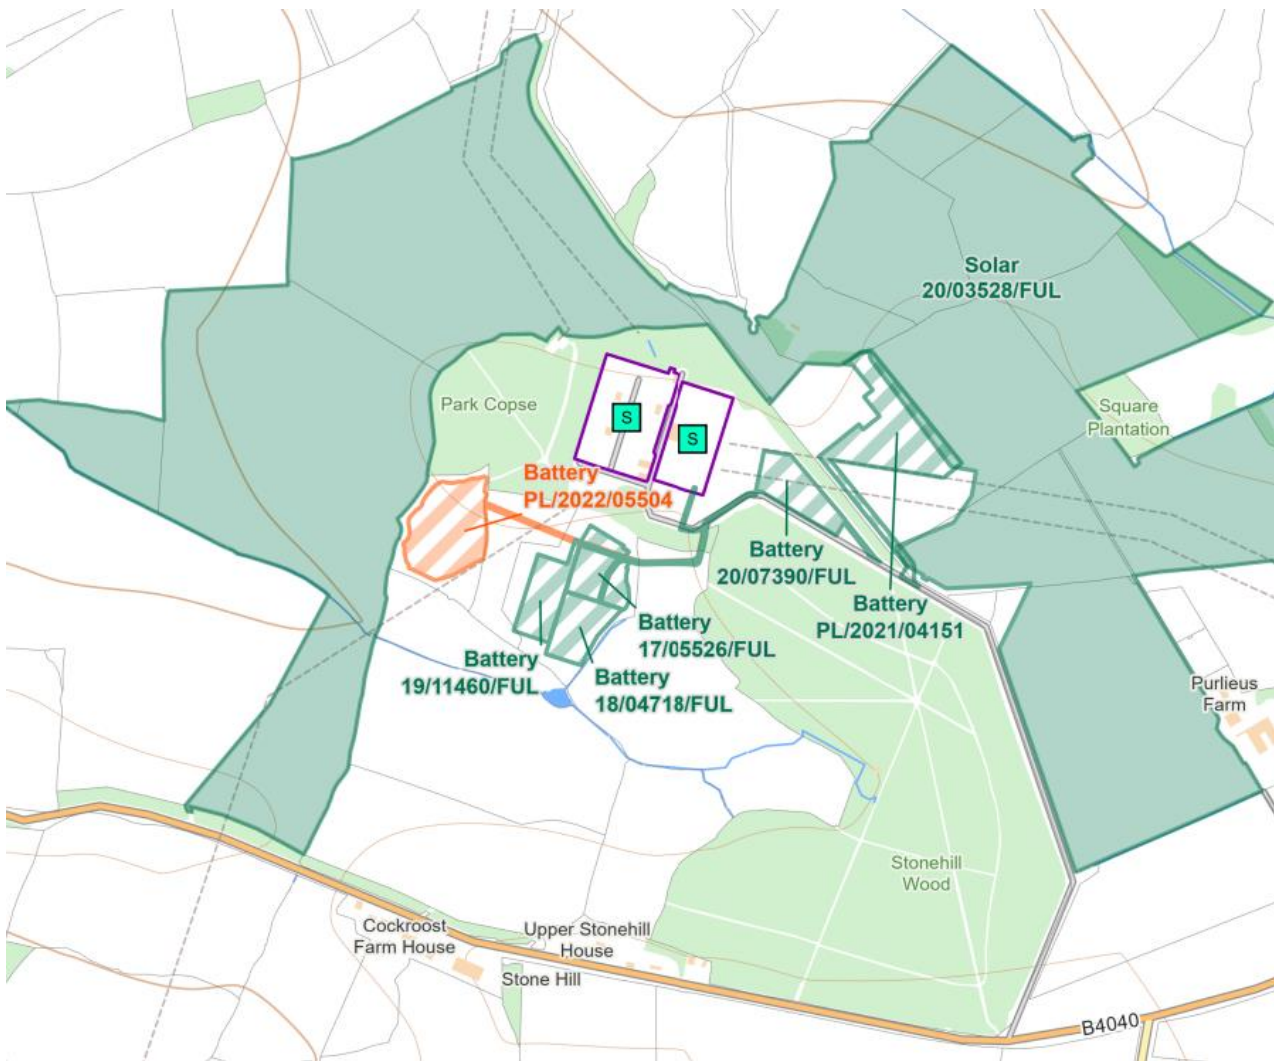 Solar
20/03528/FUL
Park Copse
S
S
Square
Plantation
Battery
PL/2022/05504
Battery
20/07390/FUL
Battery
PL/2021/04151
Battery
17/05526/FUL
Battery
19/11460/FUL
Battery
18/04718/FUL
Purlieus
Farm
Stonehill
Wood
Cockroost
Farm House
Upper Stonehill
House
Stone Hill
B4040